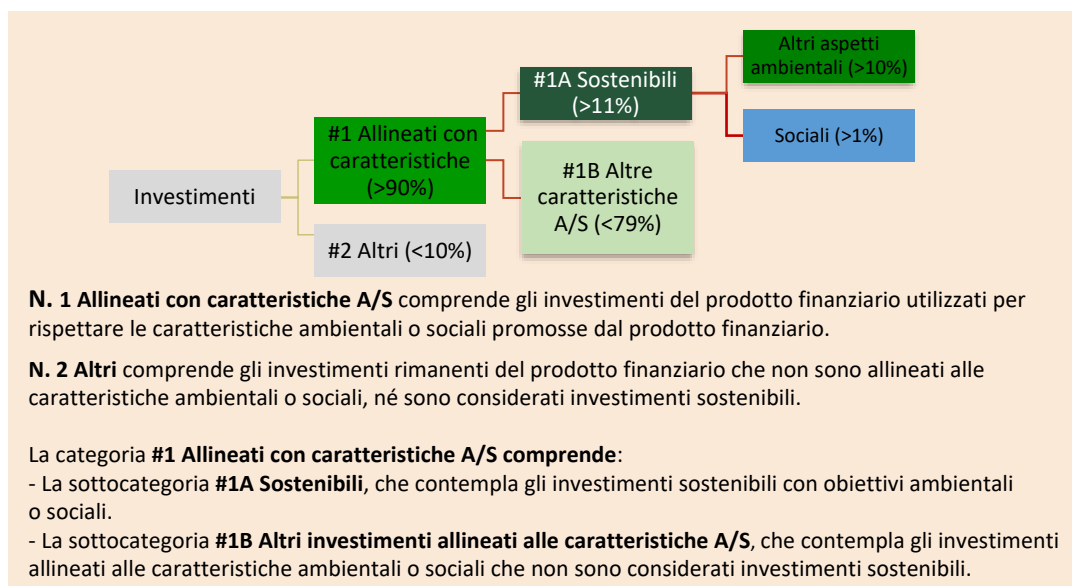 Investimenti
#1 Allineati con
caratteristiche
(>90%)
#2 Altri (<10%)
#1A Sostenibili
(>11%)
#1B Altre
caratteristiche
A/S (<79%)
Altri aspetti
ambientali (>10%)
Sociali (>1%)
N. 1 Allineati con caratteristiche A/S comprende gli investimenti del prodotto finanziario utilizzati per
rispettare le caratteristiche ambientali o sociali promosse dal prodotto finanziario.
N. 2 Altri comprende gli investimenti rimanenti del prodotto finanziario che non sono allineati alle
caratteristiche ambientali o sociali, né sono considerati investimenti sostenibili.
La categoria #1 Allineati con caratteristiche A/S comprende:
- La sottocategoria #1A Sostenibili, che contempla gli investimenti sostenibili con obiettivi ambientali
o sociali.
- La sottocategoria #1B Altri investimenti allineati alle caratteristiche A/S, che contempla gli investimenti
allineati alle caratteristiche ambientali o sociali che non sono considerati investimenti sostenibili.